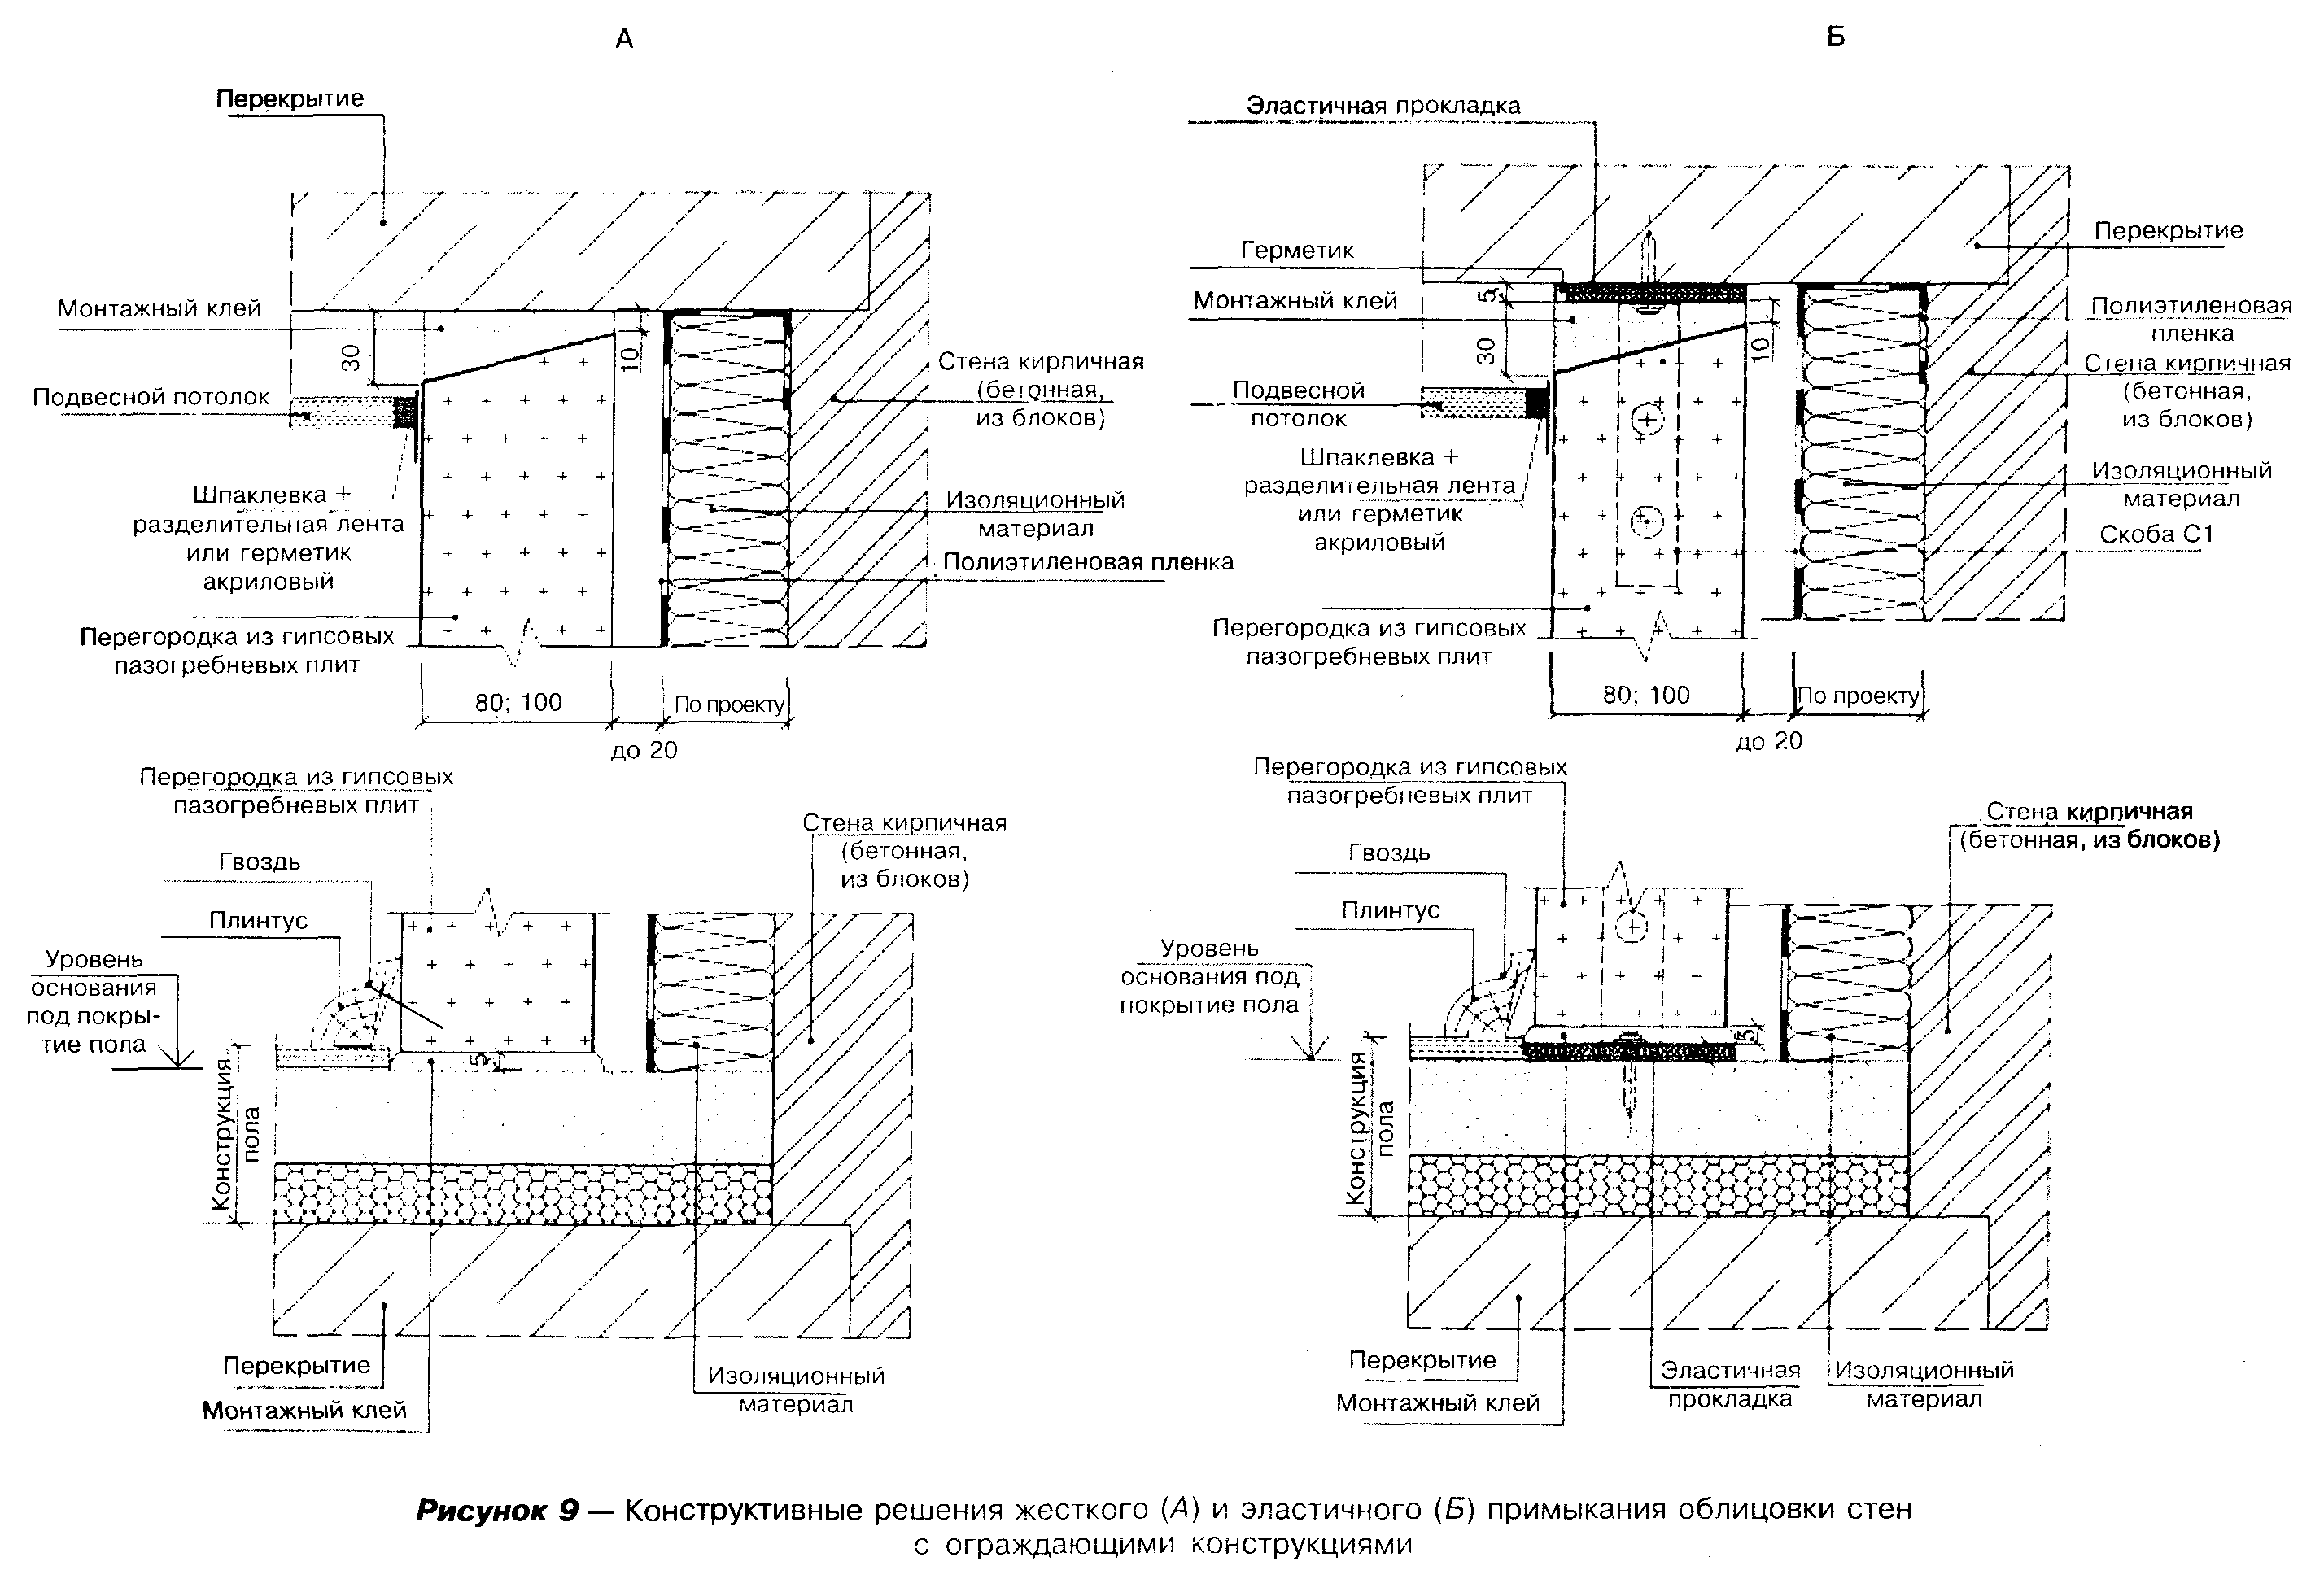 А
Перекрытие
Монтажный клей
30
10
Подвесной потолок
Стена кирпичная
(бетонная,
из блоков)
Шпаклевка +
разделительная лента
или герметик
акриловый
Изоляционный
материал
Полиэтиленовая пленка
Перегородка из гипсовых
пазогребневых плит
80; 100
По проекту
до 20
Перегородка из гипсовых
пазогребневых плит
Гвоздь
Плинтус
Уровень
основания
под покры-
тие пола
Стена кирпичная
(бетонная,
из блоков)
5
Конструкция
пола
Перекрытие
Монтажный клей
Изоляционный
материал
Б
Эластичная прокладка
Герметик
Монтажный клей
5
30
10
Подвесной
потолок
Шпаклевка +
разделительная лента
или герметик
акриловый
Перекрытие
Полиэтиленовая
пленка
Стена кирпичная
(бетонная,
из блоков)
Изоляционный
материал
Скоба С1
Перегородка из гипсовых
пазогребневых плит
80; 100
По проекту
до 20
Перегородка из гипсовых
пазогребневых плит
Гвоздь
Плинтус
Уровень
основания под
покрытие пола
Стена кирпичная
(бетонная, из блоков)
5
Конструкция
пола
Перекрытие
Монтажный клей
Эластичная
прокладка
Изоляционный
материал
Рисунок 9 — Конструктивные решения жесткого (А) и эластичного (Б) примыкания облицовки стен
с ограждающими конструкциями